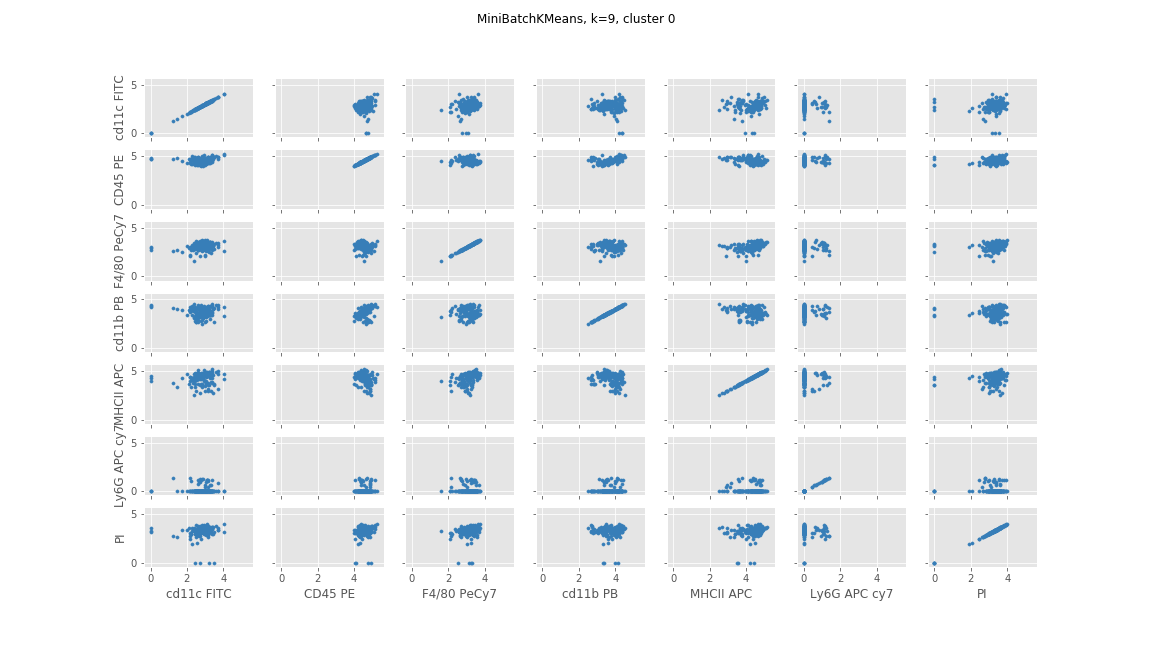 MiniBatchKMeans, k=9, cluster 0
cd11c FITC
5
0
CD45 PE
5
0
F4/80 PeCy7
5
0
cd11b PB
5
0
MHCII APC
5
0
Ly6G APC cy7
5
0
PI
5
0
0 2 4 0 2 4 0 2 4 0 2 4 0 2 4 0 2 4 0 2 4
cd11c FITC CD45 PE F4/80 PeCy7 cd11b PB MHCII APC Ly6G APC cy7 PI